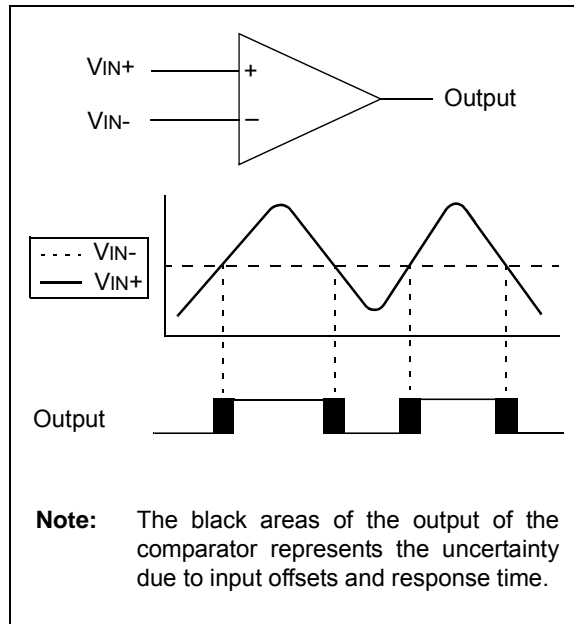 VIN+
+
Output
VIN-
–
VIN-
VIN+
Output
Note: The black areas of the output of the
comparator represents the uncertainty
due to input offsets and response time.